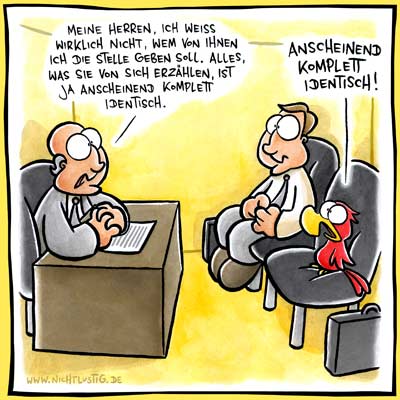 MEINE HERREN, ICH WEISS
WIRKLICH NICHT, WEM VON IHNEN
ICH DIE STELLE GEBEN SOLL. ALLES,
WAS SIE VON SICH ERZÄHLEN, IST
JA ANSCHEINEND KOMPLETT
IDENTISCH.
ANSCHEINEND
KOMPLETT
IDENTISCH!
WWW.NICHTLUSTIG.DE